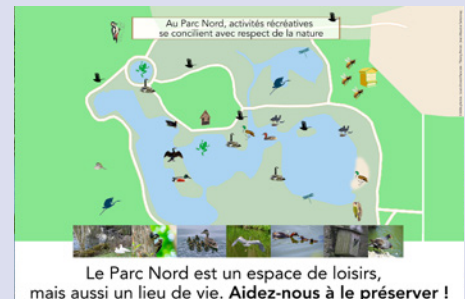 Au Parc Nord, activités récréatives
se concilient avec respect de la nature
Le Parc Nord est un espace de loisirs,
mais aussi un lieu de vie. Aidez-nous à le préserver !